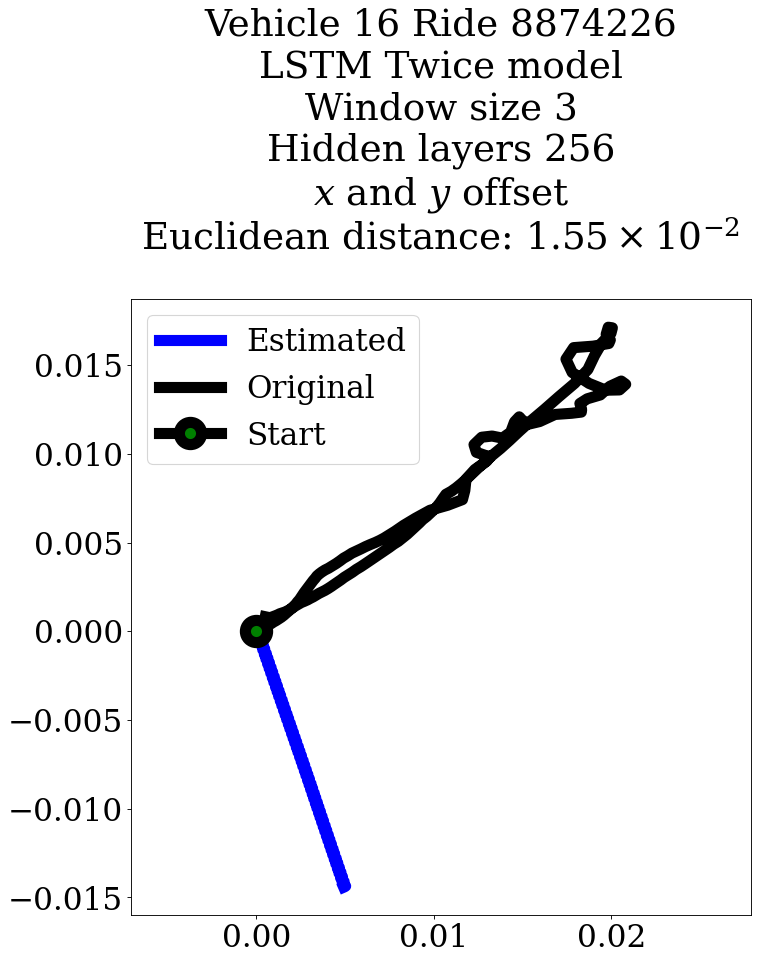 Vehicle 16 Ride 8874226
LSTM Twice model
Window size 3
Hidden layers 256
x and y offset
Euclidean distance: 1.55 × 10⁻²
Estimated
Original
Start
0.015
0.010
0.005
0.000
−0.005
−0.010
−0.015
0.00 0.01 0.02